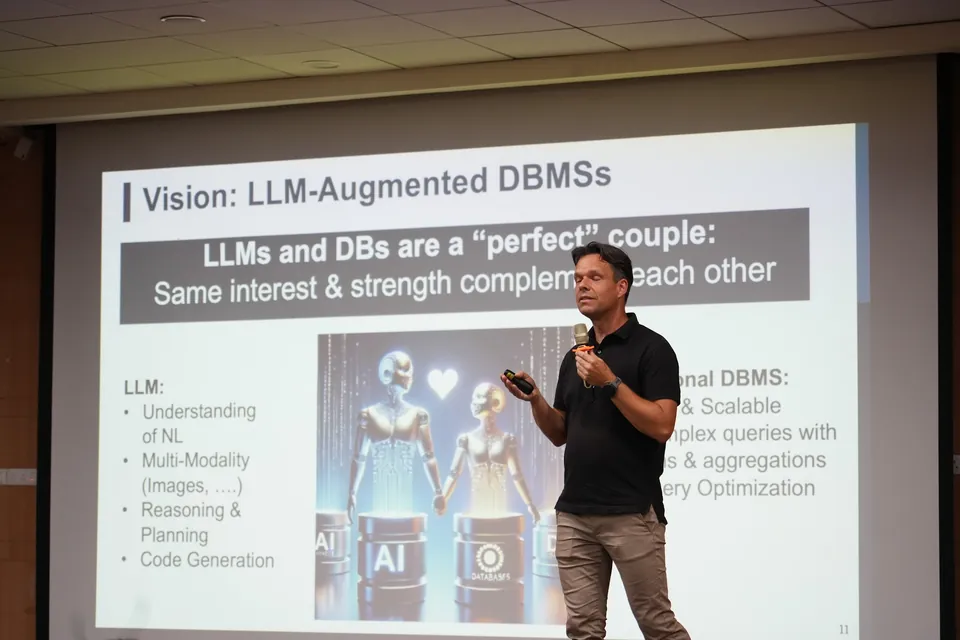 Vision: LLM-Augmented DBMSs
LLMs and DBs are a “perfect” couple:
Same interest & strength complem each other
LLM:
• Understanding
of NL
• Multi-Modality
(Images, ....)
• Reasoning &
Planning
• Code Generation
AI
AI
DATABASES
D
onal DBMS:
& Scalable
mplex queries with
s & aggregations
ery Optimization
11